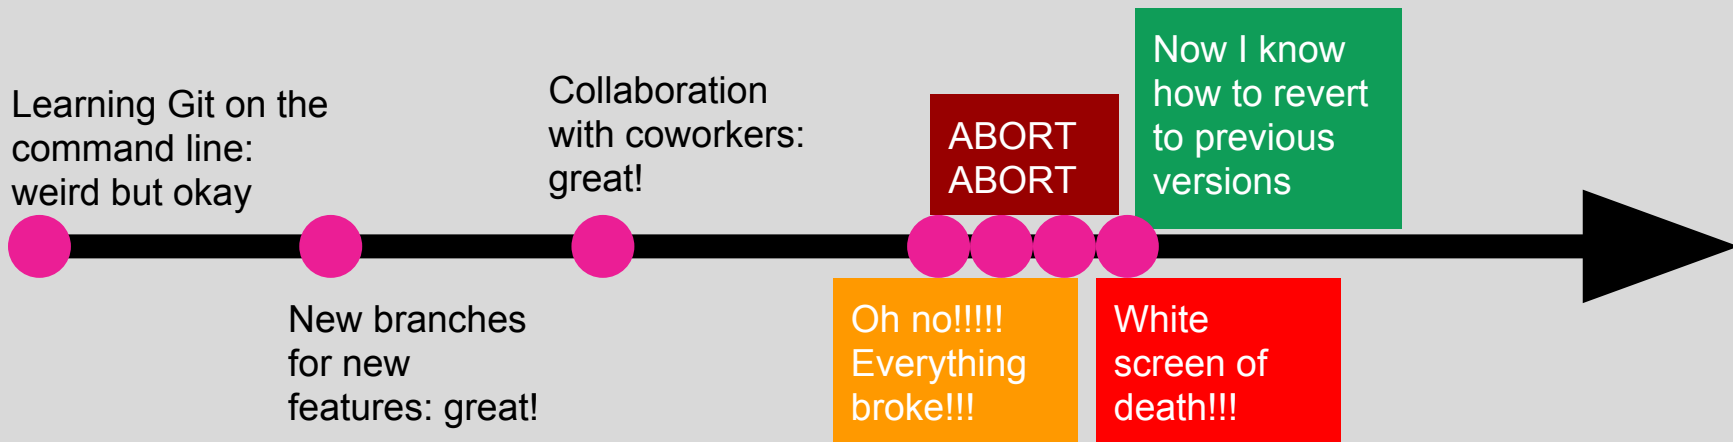 Learning Git on the
command line:
weird but okay
New branches
for new
features: great!
Collaboration
with coworkers:
great!
Oh no!!!!!
Everything
broke!!!
ABORT
ABORT
White
screen of
death!!!
Now I know
how to revert
to previous
versions